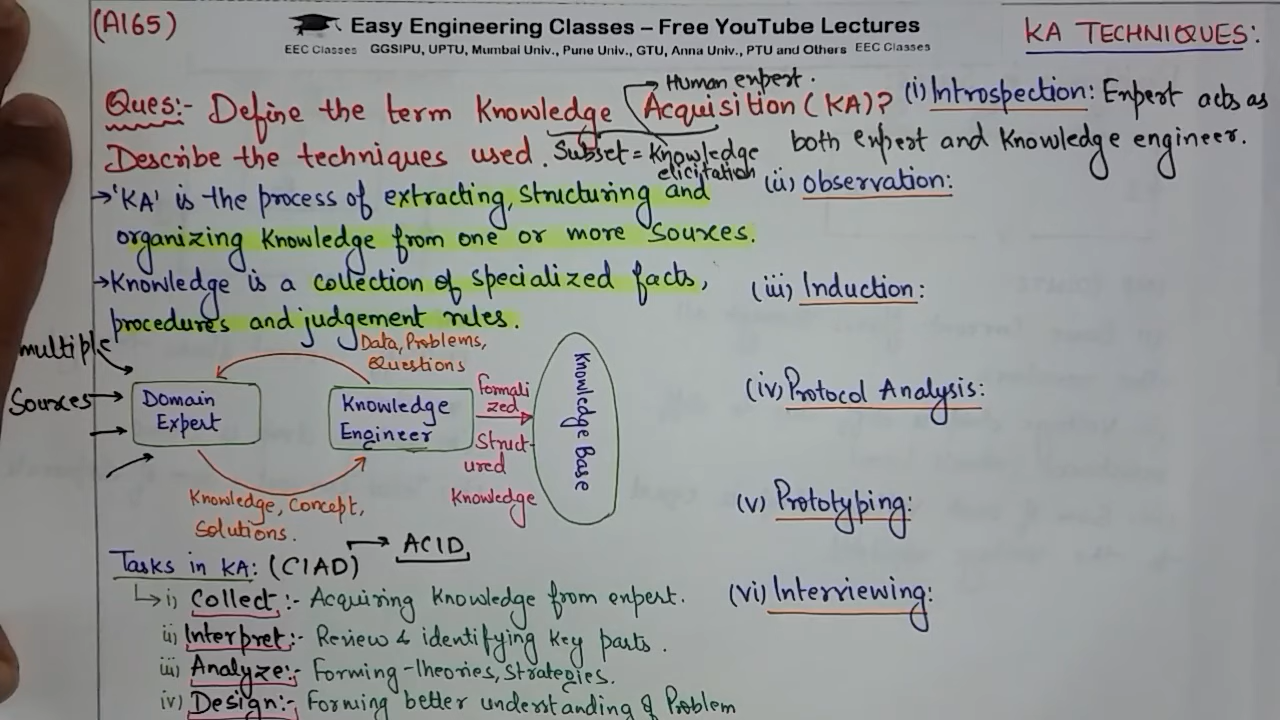 (AI65)
Easy Engineering Classes – Free YouTube Lectures
EEC Classes GGSIPU, UPTU, Mumbai Univ., Pune Univ., GTU, Anna Univ., PTU and Others EEC Classes
KA TECHNIQUES:
Human expert.
Ques:- Define the term Knowledge Acquisition (KA)?
Describe the techniques used.
Subset = Knowledge
elicitation
→ 'KA' is the process of extracting, structuring and
organizing Knowledge from one or more sources.
→ Knowledge is a collection of specialized facts,
procedures and judgement rules.
multiple
Sources
Data, Problems,
Questions
Domain
Expert
Knowledge
Engineer
Formali
zed
Struct-
ured
Knowledge
Knowledge Base
Knowledge, Concept,
Solutions.
Tasks in KA: (CIAD) → ACID
i) Collect:- Acquiring Knowledge from expert.
ii) Interpret:- Review & identifying Key parts.
iii) Analyze:- Forming theories, strategies.
iv) Design:- Forming better understanding of Problem
(i) Introspection: Expert acts as
both expert and Knowledge engineer.
(ii) Observation:
(iii) Induction:
(iv) Protocol Analysis:
(v) Prototyping:
(vi) Interviewing: